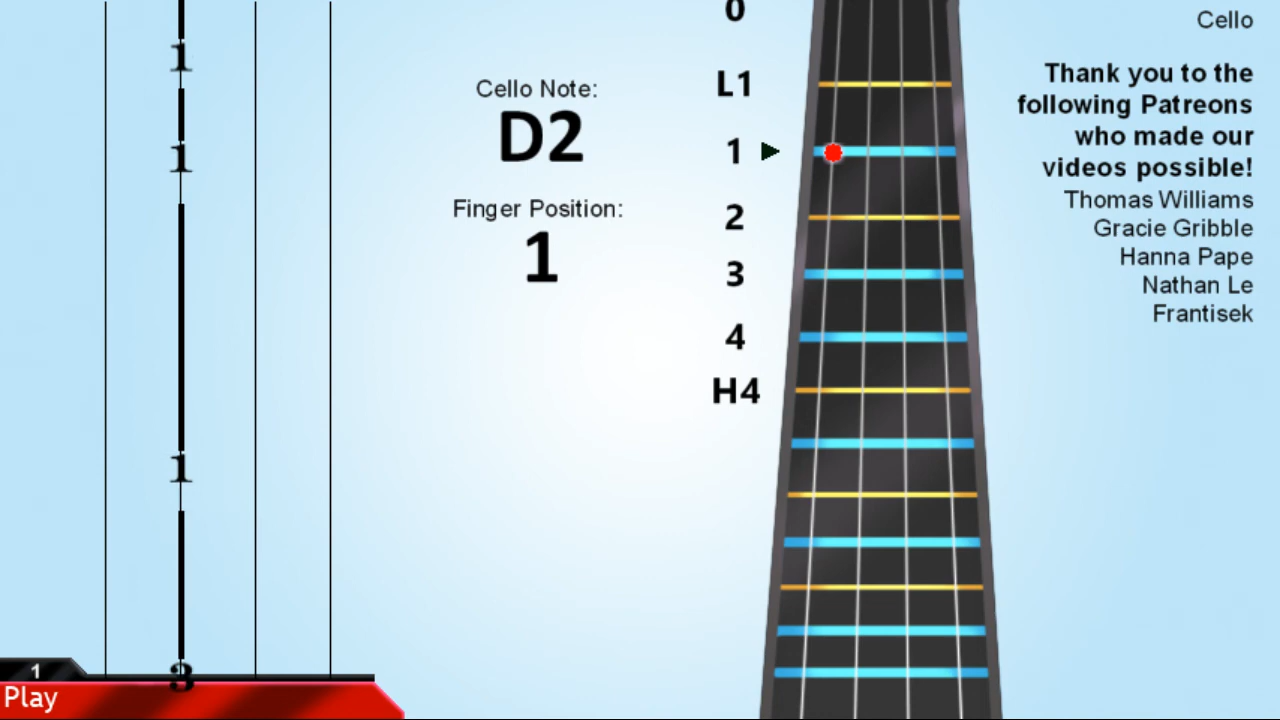 1
1
1
3
1
Play
Cello Note:
D2
Finger Position:
1
0
L1
1
2
3
4
H4
Cello
Thank you to the
following Patreons
who made our
videos possible!
Thomas Williams
Gracie Gribble
Hanna Pape
Nathan Le
Frantisek